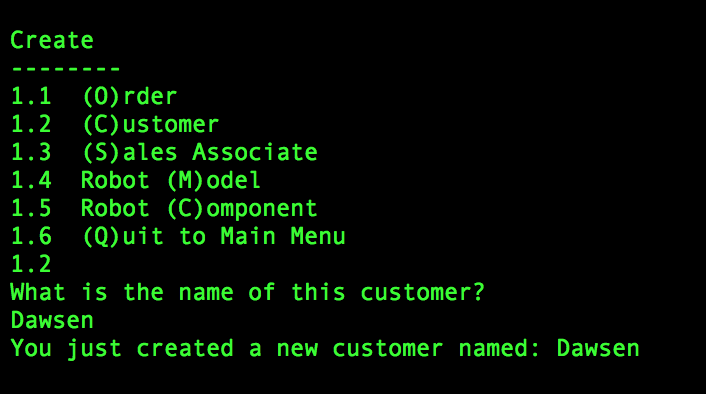 Create
--------
1.1  (O)rder
1.2  (C)ustomer
1.3  (S)ales Associate
1.4  Robot (M)odel
1.5  Robot (C)omponent
1.6  (Q)uit to Main Menu
1.2
What is the name of this customer?
Dawsen
You just created a new customer named: Dawsen